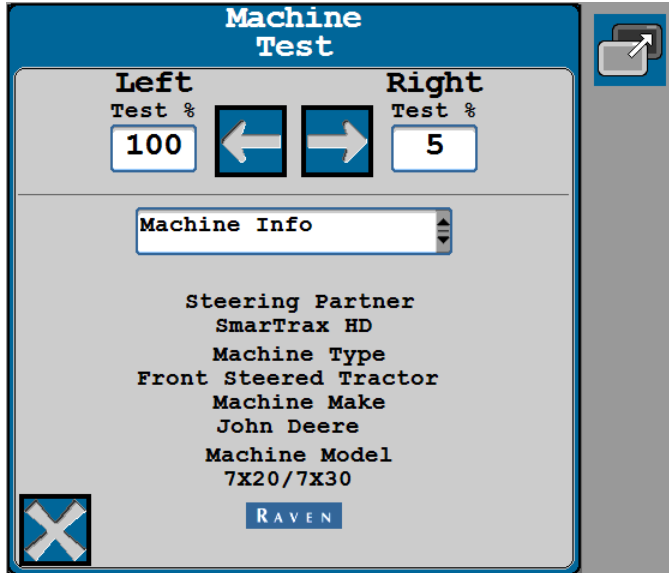 Machine
Test
Left Right
Test % Test %
100 5
Machine Info
Steering Partner
SmarTrax HD
Machine Type
Front Steered Tractor
Machine Make
John Deere
Machine Model
7X20/7X30
RAVEN